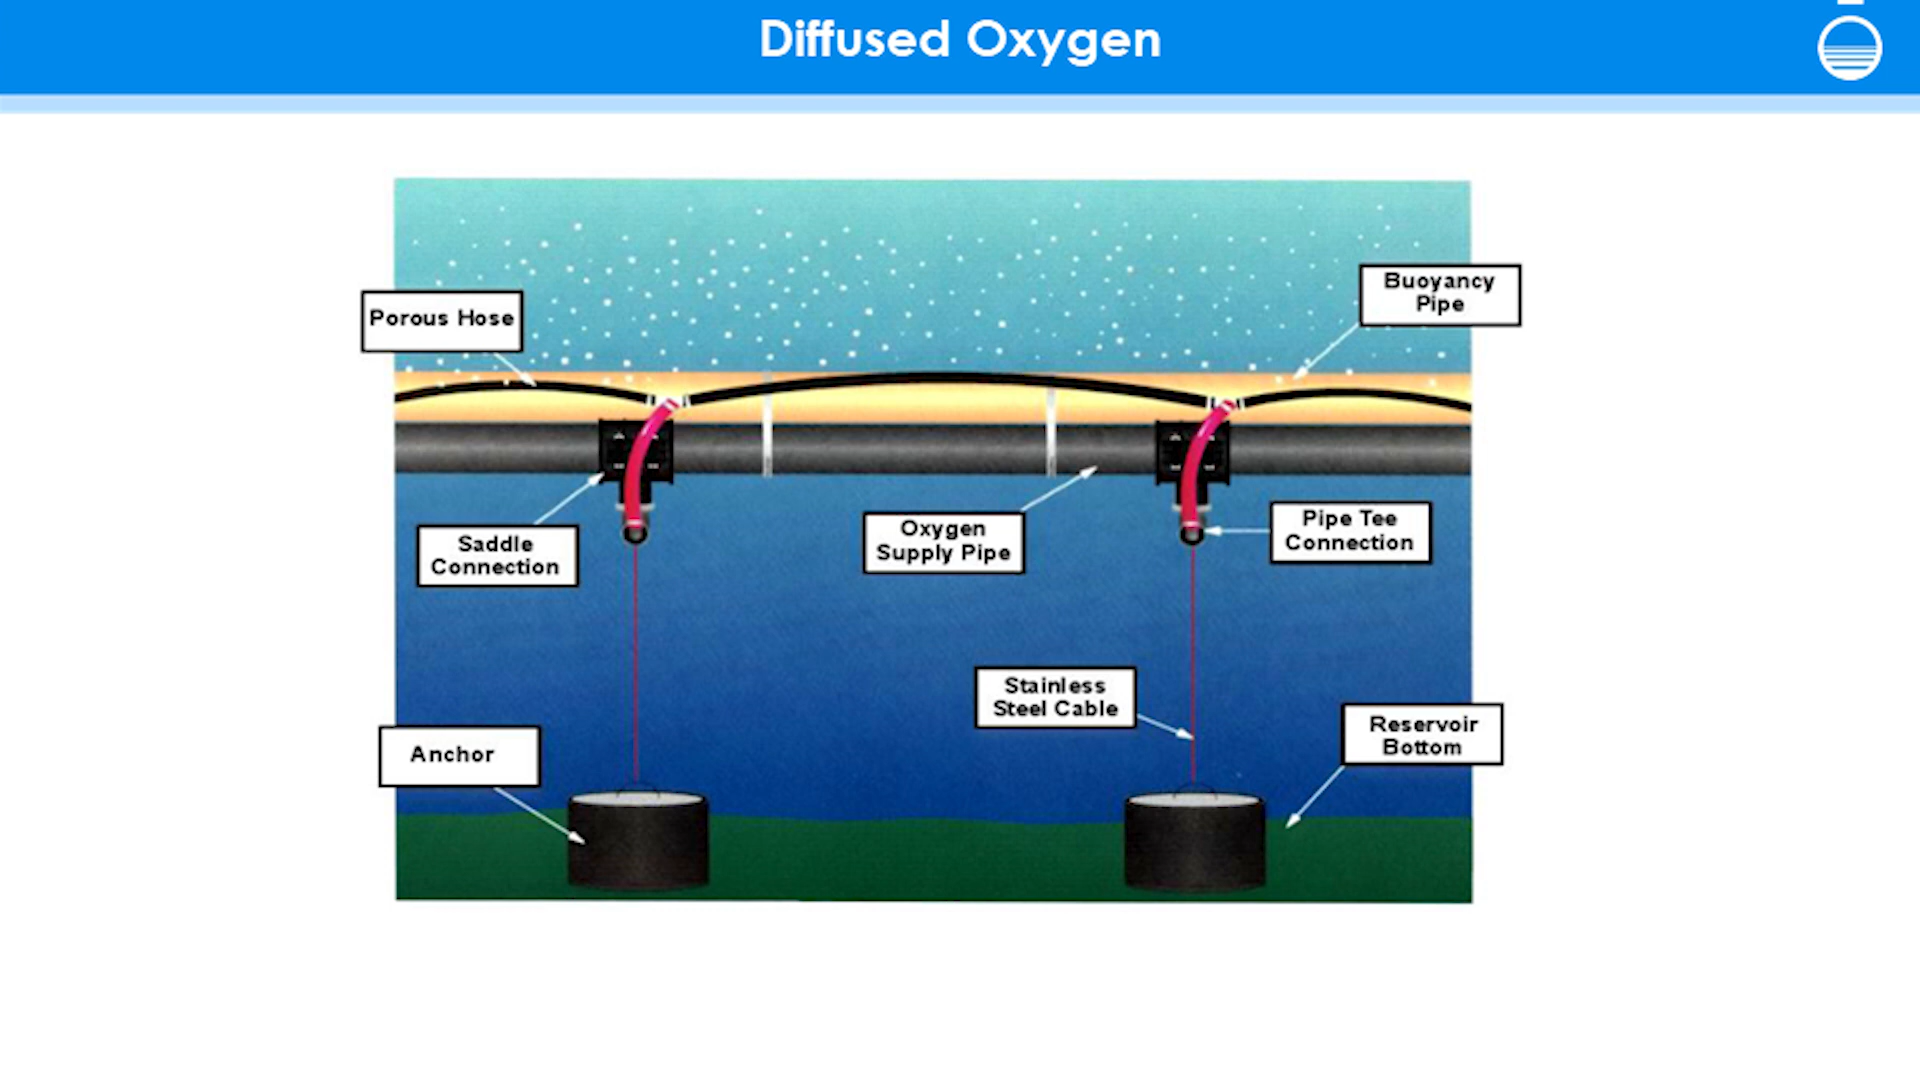 Diffused Oxygen
Buoyancy
Pipe
Porous Hose
Oxygen
Supply Pipe
Pipe Tee
Connection
Saddle
Connection
Stainless
Steel Cable
Reservoir
Bottom
Anchor